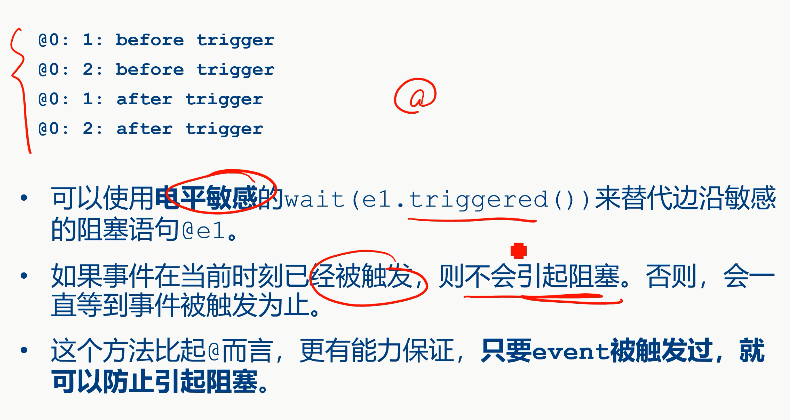 @0: 1: before trigger
@0: 2: before trigger
@0: 1: after trigger
@0: 2: after trigger
@
• 可以使用电平敏感的wait(e1.triggered())来替代边沿敏感
的阻塞语句@e1。
• 如果事件在当前时刻已经被触发，则不会引起阻塞。否则，会一
直等到事件被触发为止。
• 这个方法比起@而言，更有能力保证，只要event被触发过，就
可以防止引起阻塞。